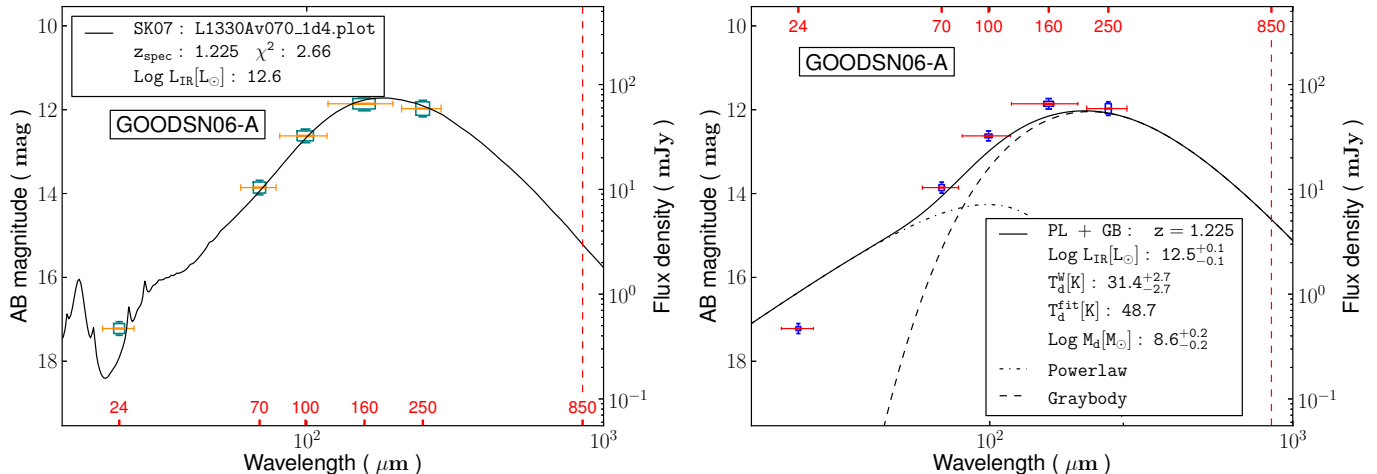 SK07 : L1330Av070_1d4.plot
z_spec : 1.225 χ² : 2.66
Log L_IR[L_⊙] : 12.6
GOODSN06-A
10
12
14
16
18
AB magnitude ( mag )
10²
10¹
10⁰
10⁻¹
Flux density ( mJy )
24 70 100 160 250 850
10² 10³
Wavelength ( μm )
24 70 100 160 250 850
GOODSN06-A
10
12
14
16
18
AB magnitude ( mag )
PL + GB : z = 1.225
Log L_IR[L_⊙] : 12.5^{+0.1}_{-0.1}
T_d^W[K] : 31.4^{+2.7}_{-2.7}
T_d^fit[K] : 48.7
Log M_d[M_⊙] : 8.6^{+0.2}_{-0.2}
Powerlaw
Graybody
10²
10¹
10⁰
10⁻¹
Flux density ( mJy )
10² 10³
Wavelength ( μm )